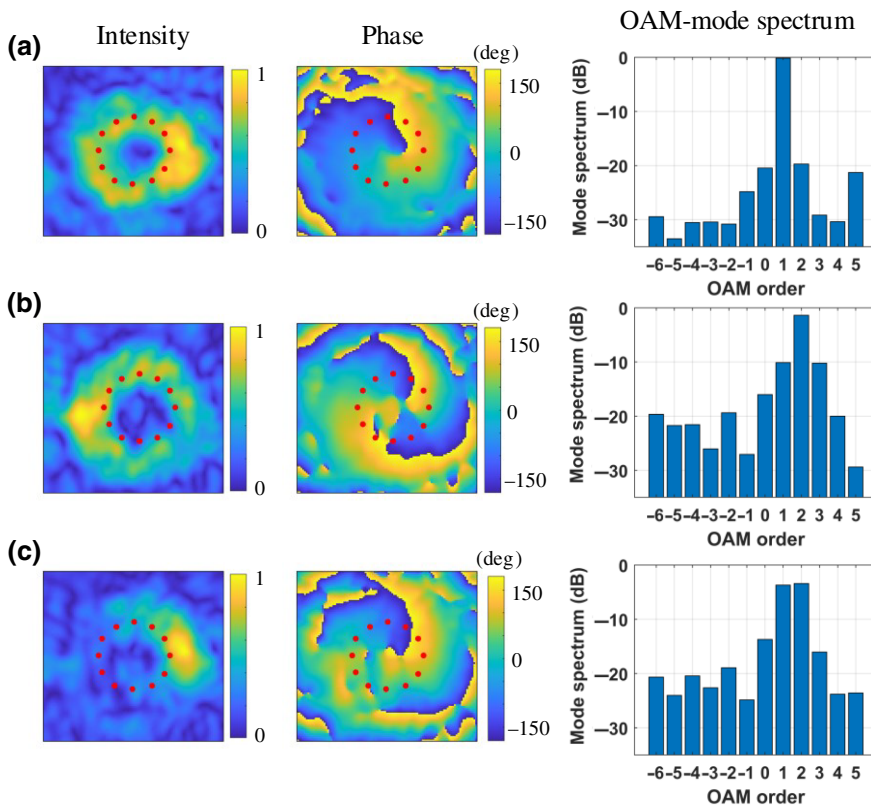 Intensity
Phase
OAM-mode spectrum
(a)
1
0
(deg)
150
0
−150
Mode spectrum (dB)
0
−10
−20
−30
−6 −5 −4 −3 −2 −1 0 1 2 3 4 5
OAM order
(b)
1
0
(deg)
150
0
−150
Mode spectrum (dB)
0
−10
−20
−30
−6 −5 −4 −3 −2 −1 0 1 2 3 4 5
OAM order
(c)
1
0
(deg)
150
0
−150
Mode spectrum (dB)
0
−10
−20
−30
−6 −5 −4 −3 −2 −1 0 1 2 3 4 5
OAM order